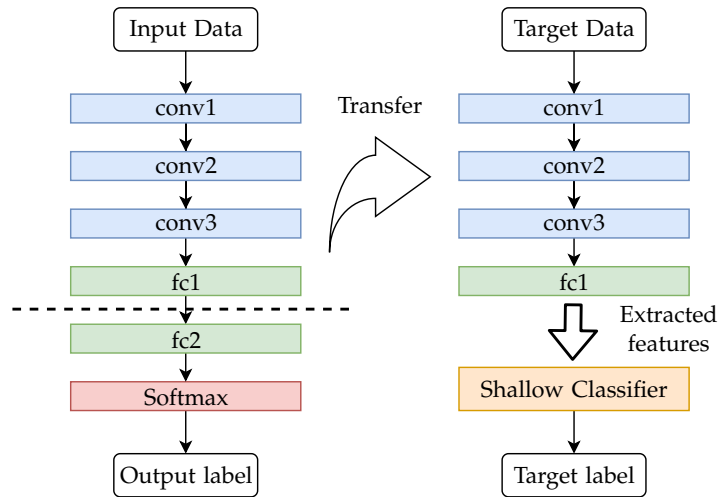 Input Data
conv1
conv2
conv3
fc1
fc2
Softmax
Output label
Transfer
Target Data
conv1
conv2
conv3
fc1
Extracted
features
Shallow Classifier
Target label